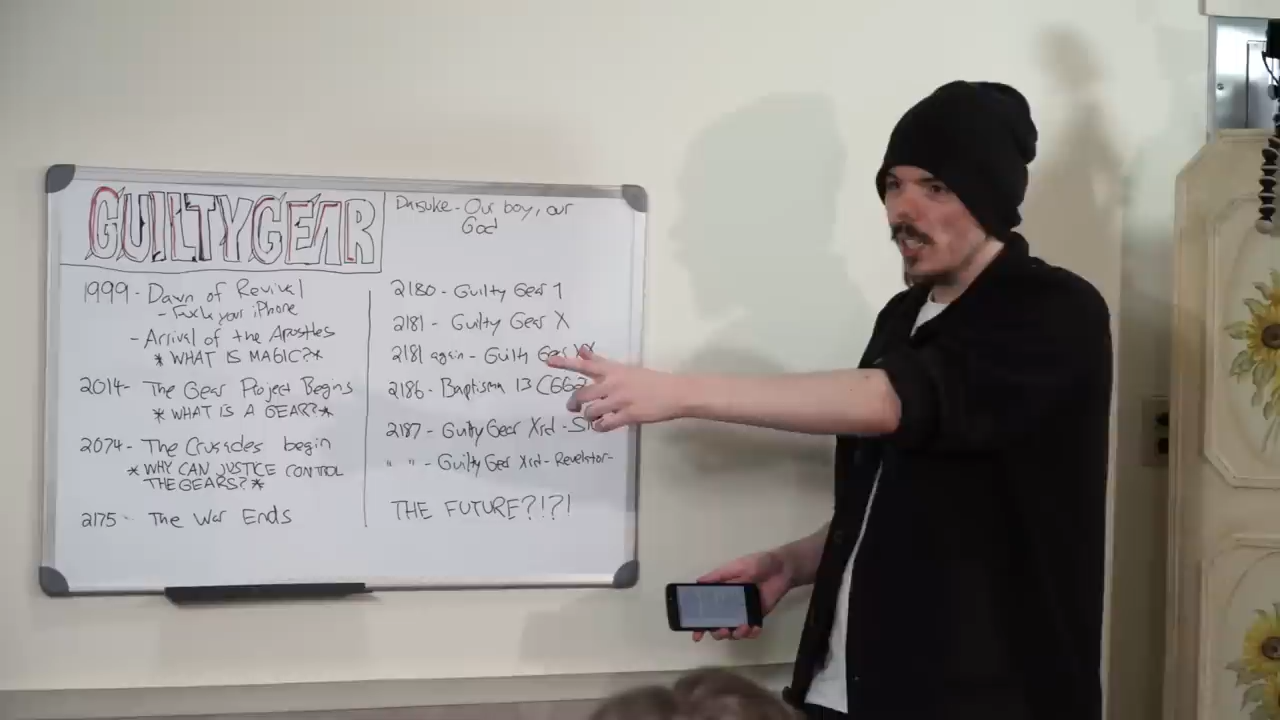 GUILTYGEAR
Daisuke - Our boy, our
God
1999 - Dawn of Revival
- Fuck your iPhone
- Arrival of the Apostles
* WHAT IS MAGIC?*
2014 - The Gear Project Begins
* WHAT IS A GEAR?*
2074 - The Crusades begin
*WHY CAN JUSTICE CONTROL
THE GEARS?*
2175 - The War Ends
2180 - Guilty Gear 1
2181 - Guilty Gear X
2181 again - Guilty Gear XX
2186 - Baptisma 13 (GG2
2187 - Guilty Gear Xrd -
" " - Guilty Gear Xrd - Revelator-
THE FUTURE?!?!